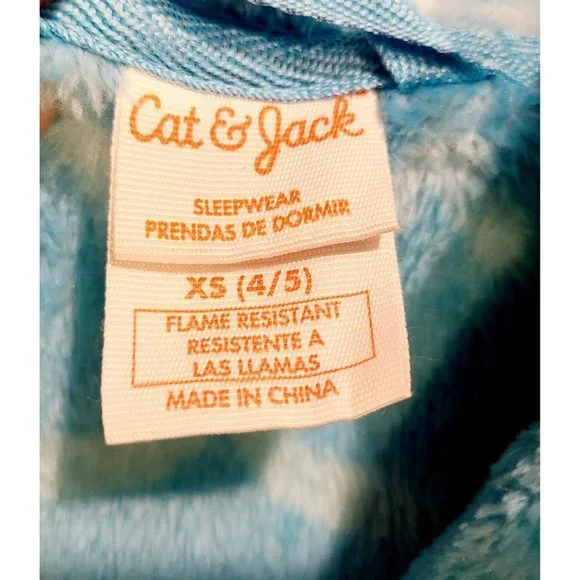 Cat & Jack
SLEEPWEAR
PRENDAS DE DORMIR
XS (4/5)
FLAME RESISTANT
RESISTENTE A
LAS LLAMAS
MADE IN CHINA